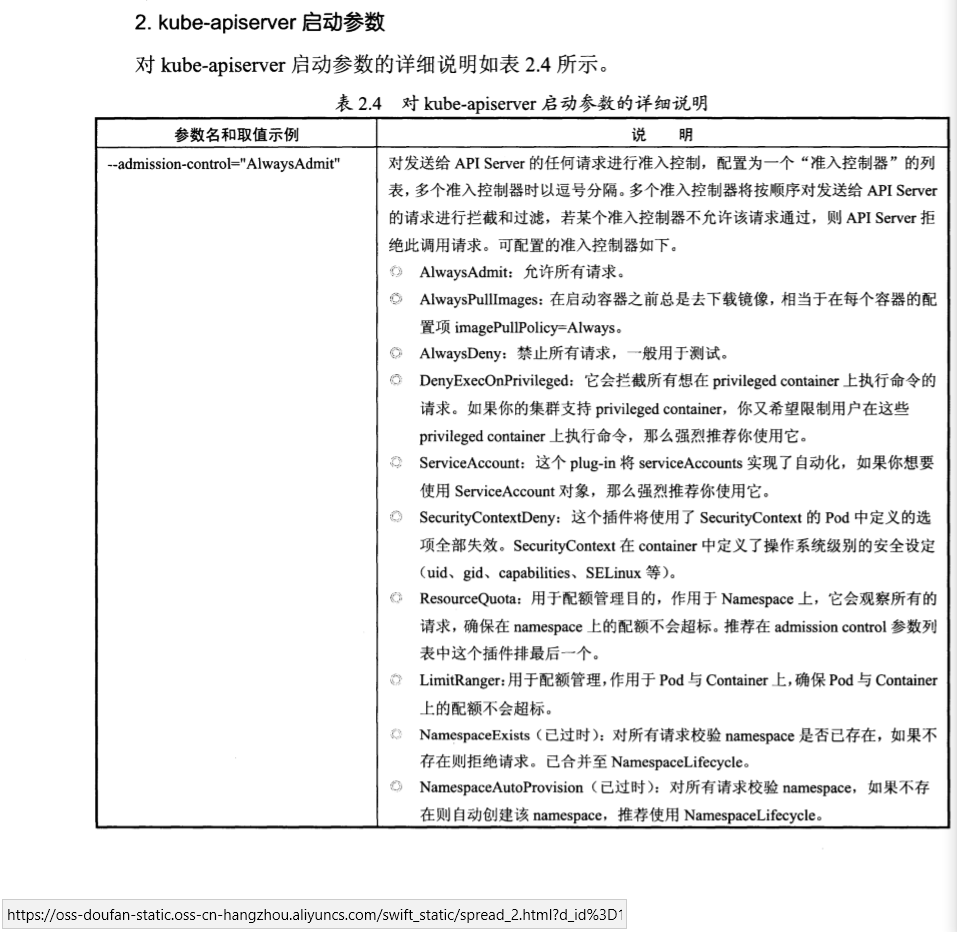 2. kube-apiserver 启动参数
对 kube-apiserver 启动参数的详细说明如表 2.4 所示。
表 2.4 对 kube-apiserver 启动参数的详细说明
参数名和取值示例 说 明
--admission-control="AlwaysAdmit" 对发送给 API Server 的任何请求进行准入控制，配置为一个“准入控制器”的列
表，多个准入控制器时以逗号分隔。多个准入控制器将按顺序对发送给 API Server
的请求进行拦截和过滤，若某个准入控制器不允许该请求通过，则 API Server 拒
绝此调用请求。可配置的准入控制器如下。
AlwaysAdmit：允许所有请求。
AlwaysPullImages：在启动容器之前总是去下载镜像，相当于在每个容器的配
置项 imagePullPolicy=Always。
AlwaysDeny：禁止所有请求，一般用于测试。
DenyExecOnPrivileged：它会拦截所有想在 privileged container 上执行命令的
请求。如果你的集群支持 privileged container，你又希望限制用户在这些
privileged container 上执行命令，那么强烈推荐你使用它。
ServiceAccount：这个 plug-in 将 serviceAccounts 实现了自动化，如果你想要
使用 ServiceAccount 对象，那么强烈推荐你使用它。
SecurityContextDeny：这个插件将使用了 SecurityContext 的 Pod 中定义的选
项全部失效。SecurityContext 在 container 中定义了操作系统级别的安全设定
（uid、gid、capabilities、SELinux 等）。
ResourceQuota：用于配额管理目的，作用于 Namespace 上，它会观察所有的
请求，确保在 namespace 上的配额不会超标。推荐在 admission control 参数列
表中这个插件排最后一个。
LimitRanger：用于配额管理，作用于 Pod 与 Container 上，确保 Pod 与 Container
上的配额不会超标。
NamespaceExists（已过时）：对所有请求校验 namespace 是否已存在，如果不
存在则拒绝请求。已合并至 NamespaceLifecycle。
NamespaceAutoProvision（已过时）：对所有请求校验 namespace，如果不存
在则自动创建该 namespace，推荐使用 NamespaceLifecycle。
https://oss-doufan-static.oss-cn-hangzhou.aliyuncs.com/swift_static/spread_2.html?d_id%3D1